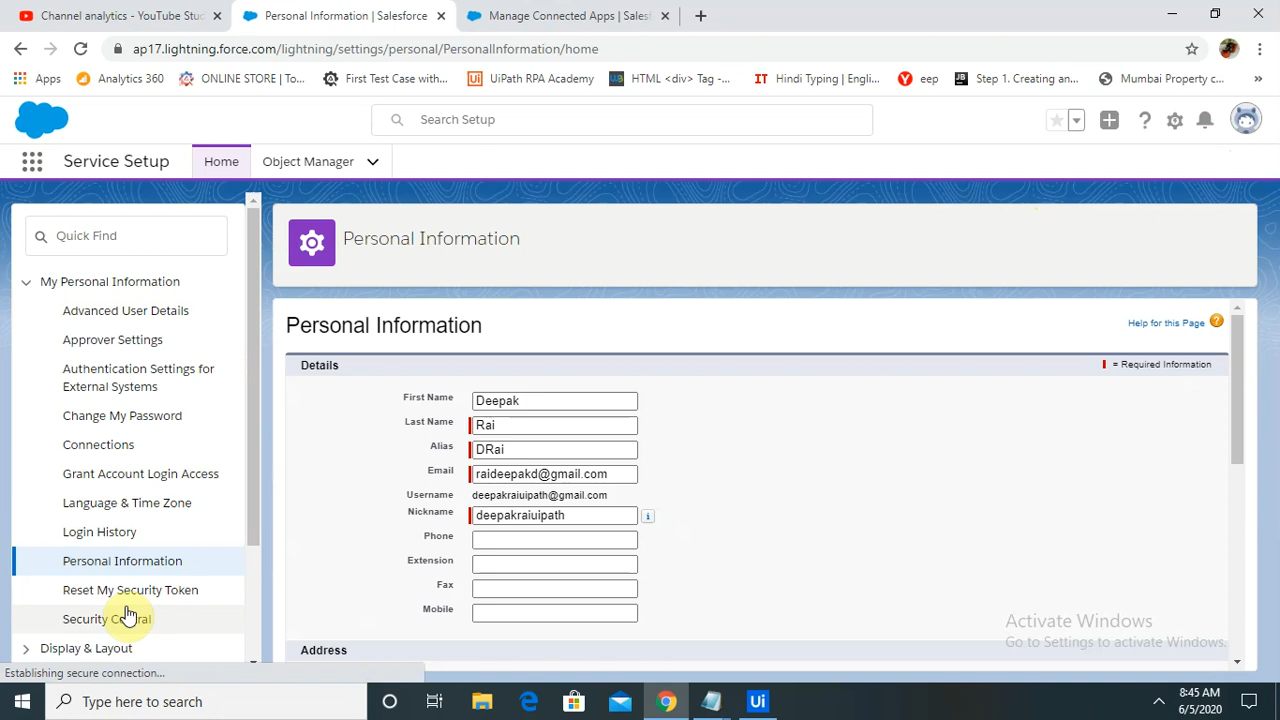 Channel analytics - YouTube Stud
Personal Information | Salesforce
Manage Connected Apps | Salesf
ap17.lightning.force.com/lightning/settings/personal/PersonalInformation/home
Apps
Analytics 360
ONLINE STORE | To...
First Test Case with...
UiPath RPA Academy
HTML <div> Tag -...
IT Hindi Typing | Engli...
eep
Step 1. Creating an...
Mumbai Property c...
Search Setup
Service Setup
Home
Object Manager
Quick Find
My Personal Information
Advanced User Details
Approver Settings
Authentication Settings for
External Systems
Change My Password
Connections
Grant Account Login Access
Language & Time Zone
Login History
Personal Information
Reset My Security Token
Security
Display & Layout
Personal Information
Personal Information
Help for this Page
Details
= Required Information
First Name Deepak
Last Name Rai
Alias DRai
Email raideepakd@gmail.com
Username deepakraiuipath@gmail.com
Nickname deepakraiuipath
Phone
Extension
Fax
Mobile
Address
Activate Windows
Go to Settings to activate Windows.
Establishing secure connection...
Type here to search
Ui
8:45 AM
6/5/2020